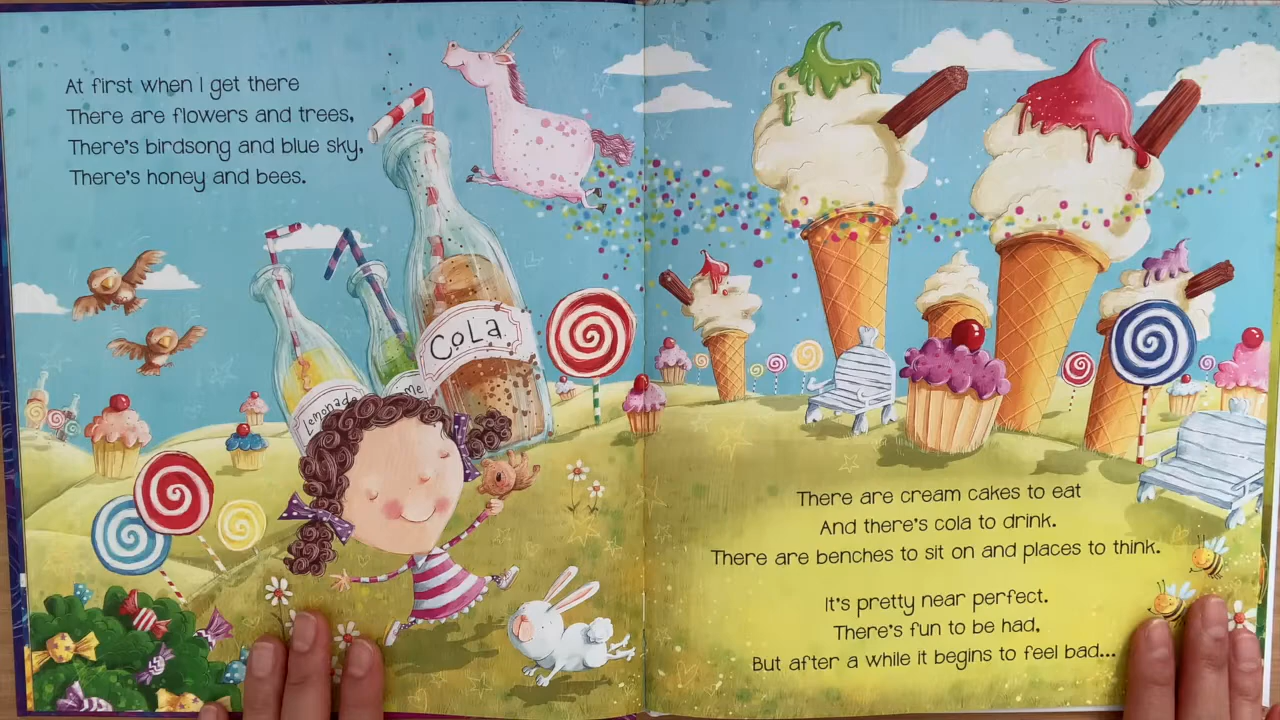 At first when I get there
There are flowers and trees,
There's birdsong and blue sky,
There's honey and bees.
lemonade
me
COLA
There are cream cakes to eat
And there's cola to drink.
There are benches to sit on and places to think.
It's pretty near perfect.
There's fun to be had,
But after a while it begins to feel bad...